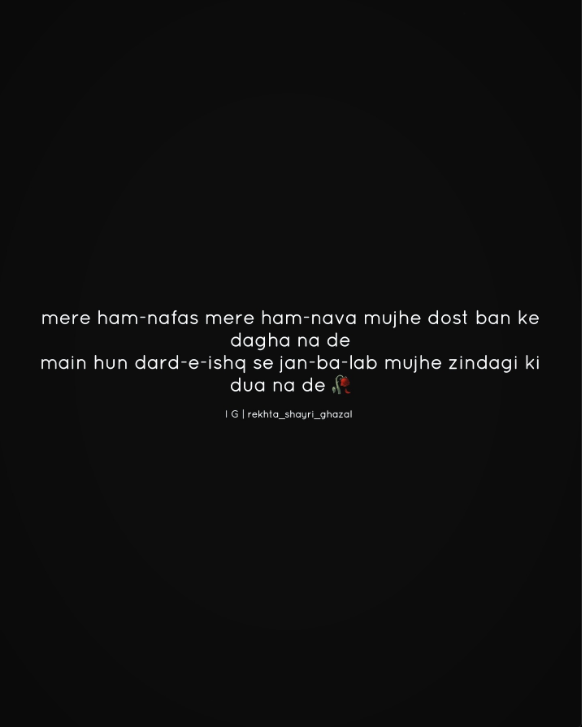 mere ham-nafas mere ham-nava mujhe dost ban ke
dagha na de
main hun dard-e-ishq se jan-ba-lab mujhe zindagi ki
dua na de 🥀
I G | rekhta_shayri_ghazal